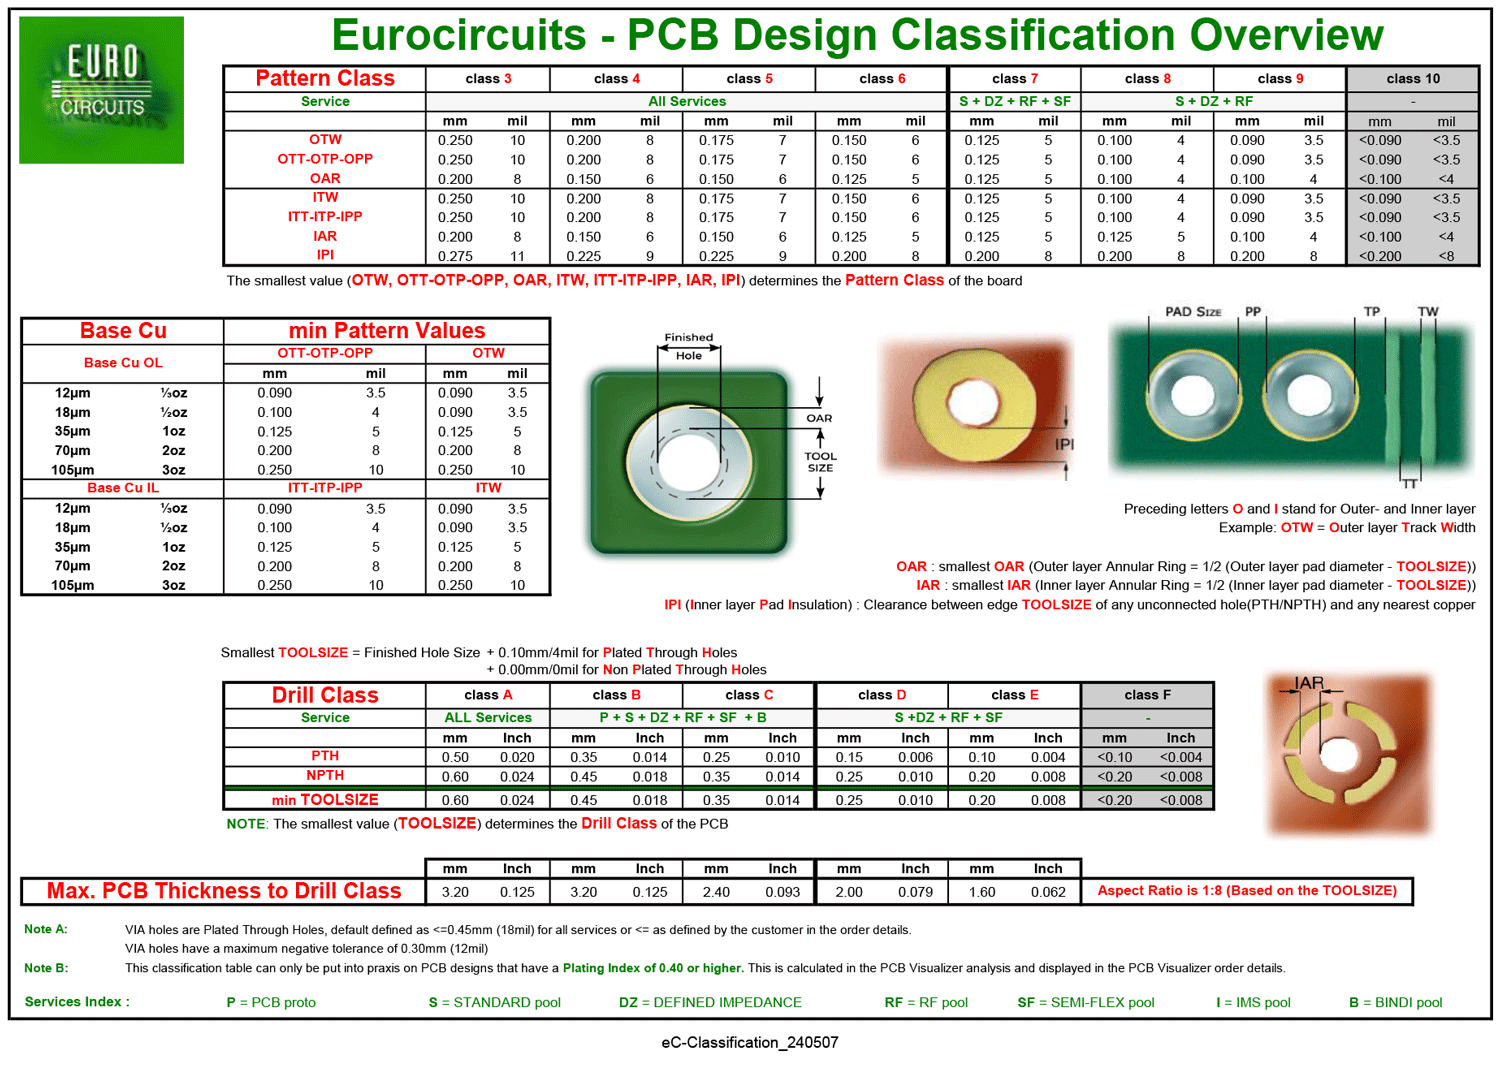 EURO
CIRCUITS
Eurocircuits - PCB Design Classification Overview
Pattern Class class 3 class 4 class 5 class 6 class 7 class 8 class 9 class 10
Service All Services S + DZ + RF + SF S + DZ + RF -
mm mil mm mil mm mil mm mil mm mil mm mil mm mil mm mil
OTW 0.250 10 0.200 8 0.175 7 0.150 6 0.125 5 0.100 4 0.090 3.5 <0.090 <3.5
OTT-OTP-OPP 0.250 10 0.200 8 0.175 7 0.150 6 0.125 5 0.100 4 0.090 3.5 <0.090 <3.5
OAR 0.200 8 0.150 6 0.150 6 0.125 5 0.125 5 0.100 4 0.100 4 <0.100 <4
ITW 0.250 10 0.200 8 0.175 7 0.150 6 0.125 5 0.100 4 0.090 3.5 <0.090 <3.5
ITT-ITP-IPP 0.250 10 0.200 8 0.175 7 0.150 6 0.125 5 0.100 4 0.090 3.5 <0.090 <3.5
IAR 0.200 8 0.150 6 0.150 6 0.125 5 0.125 5 0.125 5 0.100 4 <0.100 <4
IPI 0.275 11 0.225 9 0.225 9 0.200 8 0.200 8 0.200 8 0.200 8 <0.200 <8
The smallest value (OTW, OTT-OTP-OPP, OAR, ITW, ITT-ITP-IPP, IAR, IPI) determines the Pattern Class of the board
Base Cu min Pattern Values
Base Cu OL OTT-OTP-OPP OTW
mm mil mm mil
12µm ⅓oz 0.090 3.5 0.090 3.5
18µm ½oz 0.100 4 0.090 3.5
35µm 1oz 0.125 5 0.125 5
70µm 2oz 0.200 8 0.200 8
105µm 3oz 0.250 10 0.250 10
Base Cu IL ITT-ITP-IPP ITW
12µm ⅓oz 0.090 3.5 0.090 3.5
18µm ½oz 0.100 4 0.090 3.5
35µm 1oz 0.125 5 0.125 5
70µm 2oz 0.200 8 0.200 8
105µm 3oz 0.250 10 0.250 10
Finished
Hole
OAR
TOOL
SIZE
IPI
PAD SIZE PP TP TW
TT
Preceding letters O and I stand for Outer- and Inner layer
Example: OTW = Outer layer Track Width
OAR : smallest OAR (Outer layer Annular Ring = 1/2 (Outer layer pad diameter - TOOLSIZE))
IAR : smallest IAR (Inner layer Annular Ring = 1/2 (Inner layer pad diameter - TOOLSIZE))
IPI (Inner layer Pad Insulation) : Clearance between edge TOOLSIZE of any unconnected hole(PTH/NPTH) and any nearest copper
Smallest TOOLSIZE = Finished Hole Size + 0.10mm/4mil for Plated Through Holes
+ 0.00mm/0mil for Non Plated Through Holes
Drill Class class A class B class C class D class E class F
Service ALL Services P + S + DZ + RF + SF + B S +DZ + RF + SF -
mm Inch mm Inch mm Inch mm Inch mm Inch mm Inch
PTH 0.50 0.020 0.35 0.014 0.25 0.010 0.15 0.006 0.10 0.004 <0.10 <0.004
NPTH 0.60 0.024 0.45 0.018 0.35 0.014 0.25 0.010 0.20 0.008 <0.20 <0.008
min TOOLSIZE 0.60 0.024 0.45 0.018 0.35 0.014 0.25 0.010 0.20 0.008 <0.20 <0.008
NOTE: The smallest value (TOOLSIZE) determines the Drill Class of the PCB
IAR
mm Inch mm Inch mm Inch mm Inch mm Inch
Max. PCB Thickness to Drill Class 3.20 0.125 3.20 0.125 2.40 0.093 2.00 0.079 1.60 0.062 Aspect Ratio is 1:8 (Based on the TOOLSIZE)
Note A: VIA holes are Plated Through Holes, default defined as <=0.45mm (18mil) for all services or <= as defined by the customer in the order details.
VIA holes have a maximum negative tolerance of 0.30mm (12mil)
Note B: This classification table can only be put into praxis on PCB designs that have a Plating Index of 0.40 or higher. This is calculated in the PCB Visualizer analysis and displayed in the PCB Visualizer order details.
Services Index : P = PCB proto S = STANDARD pool DZ = DEFINED IMPEDANCE RF = RF pool SF = SEMI-FLEX pool I = IMS pool B = BINDI pool
eC-Classification_240507